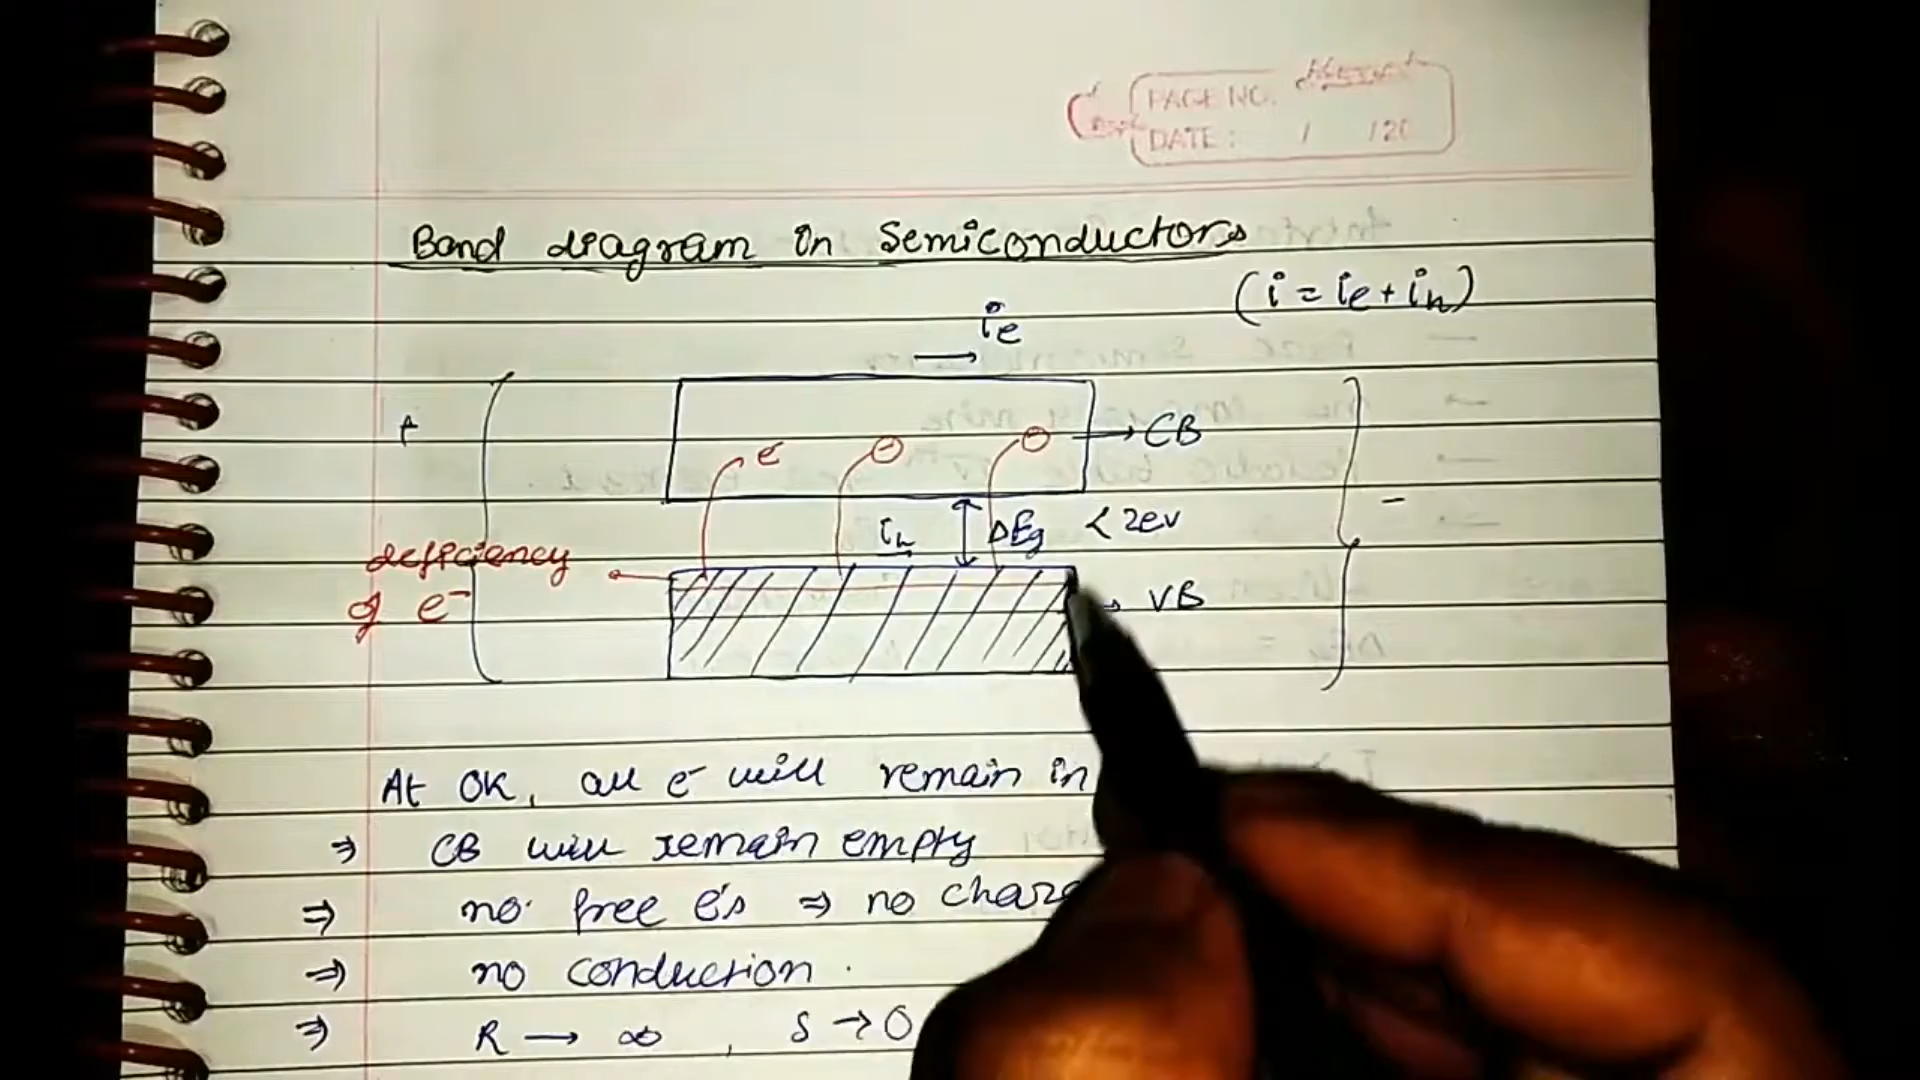 PAGE NO.
DATE : / /20
Band diagram in Semiconductors
(i = ie + ih)
ie
+
e
→ CB
-
ih
ΔEg < 2ev
deficiency
of e-
→ VB
At 0K, all e- will remain in
⇒ CB will remain empty
⇒ no free e's ⇒ no
⇒ no conduction.
⇒ R → ∞ , S → 0